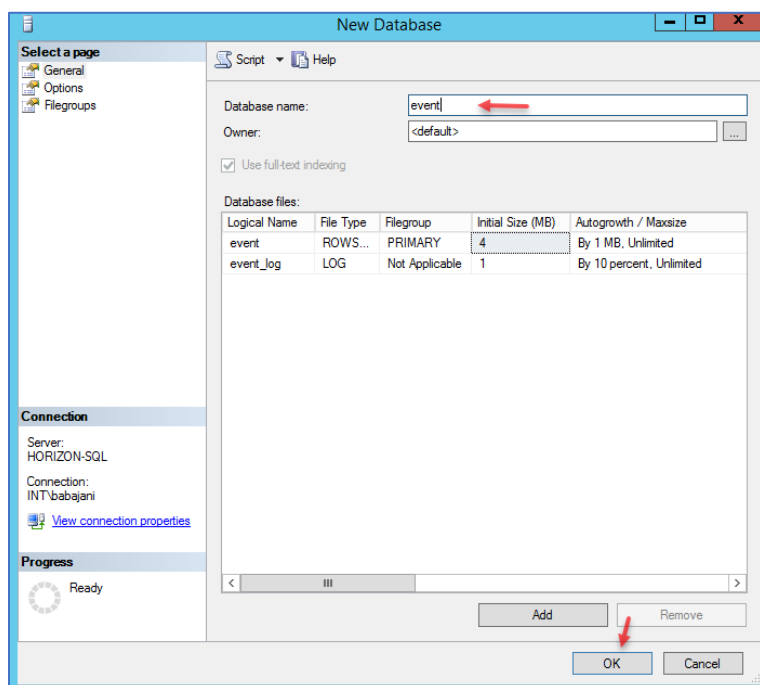 New Database
Select a page
General
Options
Filegroups
Script Help
Database name: event
Owner: <default> ...
Use full-text indexing
Database files:
Logical Name File Type Filegroup Initial Size (MB) Autogrowth / Maxsize
event ROWS... PRIMARY 4 By 1 MB, Unlimited
event_log LOG Not Applicable 1 By 10 percent, Unlimited
Connection
Server:
HORIZON-SQL
Connection:
INT\babajani
View connection properties
Progress
Ready
Add Remove
OK Cancel